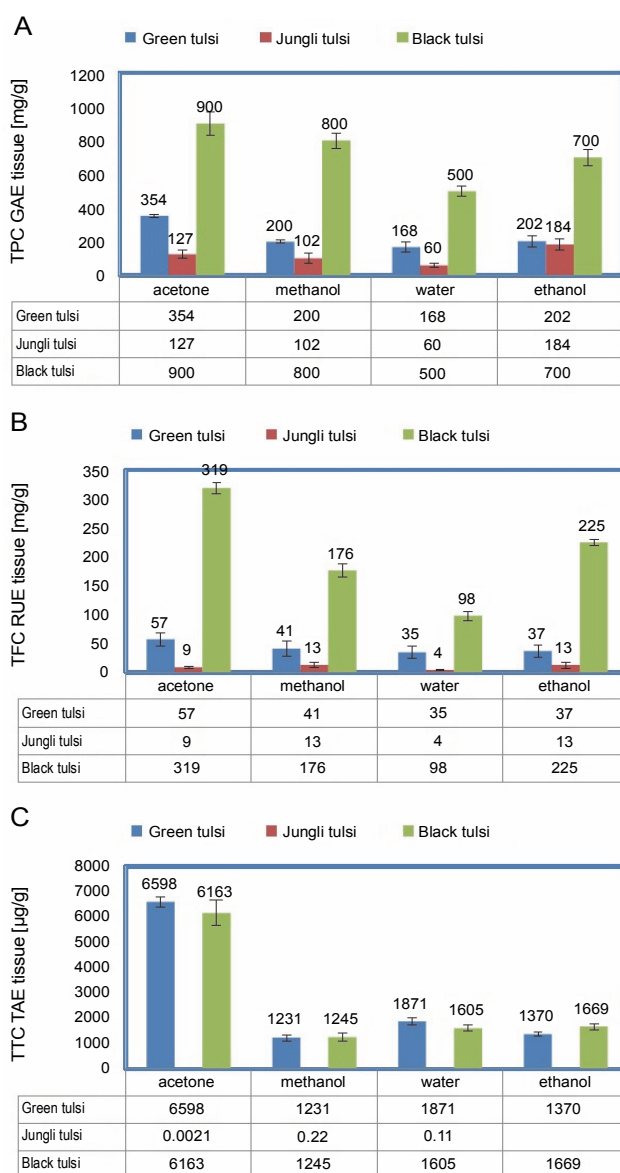 A
Green tulsi Jungli tulsi Black tulsi
TPC GAE tissue [mg/g]
1200
1000
800
600
400
200
0
354 127 900
200 102 800
168 60 500
202 184 700
acetone methanol water ethanol
Green tulsi 354 200 168 202
Jungli tulsi 127 102 60 184
Black tulsi 900 800 500 700
B
Green tulsi Jungli tulsi Black tulsi
TFC RUE tissue [mg/g]
350
300
250
200
150
100
50
0
57 9 319
41 13 176
35 4 98
37 13 225
acetone methanol water ethanol
Green tulsi 57 41 35 37
Jungli tulsi 9 13 4 13
Black tulsi 319 176 98 225
C
Green tulsi Jungli tulsi Black tulsi
TTC TAE tissue [µg/g]
8000
7000
6000
5000
4000
3000
2000
1000
0
6598 6163
1231 1245
1871 1605
1370 1669
acetone methanol water ethanol
Green tulsi 6598 1231 1871 1370
Jungli tulsi 0.0021 0.22 0.11
Black tulsi 6163 1245 1605 1669